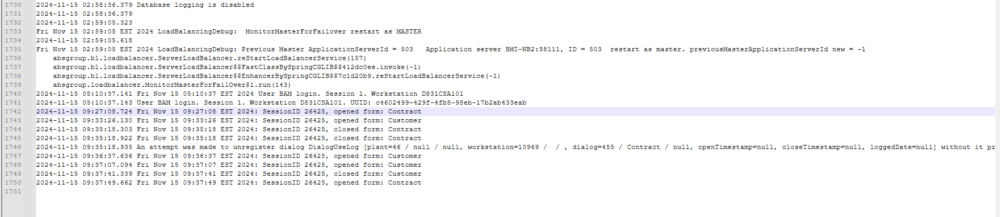 1730 2024-11-15 02:58:36.379 Database logging is disabled
1731 2024-11-15 02:58:36.379
1732 2024-11-15 02:59:05.323
1733 Fri Nov 15 02:59:05 EST 2024 LoadBalancingDebug:  MonitorMasterForFailover restart as MASTER
1734 2024-11-15 02:59:05.618
1735 Fri Nov 15 02:59:05 EST 2024 LoadBalancingDebug: Previous Master ApplicationServerId = 503   Application server BMI-NB2:58111, ID = 503  restart as master. previousMasterApplicationServerId new = -1
1736     absgroup.bl.loadbalancer.ServerLoadBalancer.reStartLoadBalancerService(157)
1737     absgroup.bl.loadbalancer.ServerLoadBalancer$$FastClassBySpringCGLIB$$412dc0ee.invoke(-1)
1738     absgroup.bl.loadbalancer.ServerLoadBalancer$$EnhancerBySpringCGLIB$$7c1d20b9.reStartLoadBalancerService(-1)
1739     absgroup.loadbalancer.MonitorMasterForFailOver$1.run(143)
1740 2024-11-15 05:10:37.141 Fri Nov 15 05:10:37 EST 2024 User BAM login. Session 1. Workstation D831CSA101
1741 2024-11-15 05:10:37.143 User BAM login. Session 1. Workstation D831CSA101. UUID: c4602499-429f-4fb8-98eb-17b2ab433eab
1742 2024-11-15 09:27:08.724 Fri Nov 15 09:27:08 EST 2024: SessionID 26425, opened form: Contract
1743 2024-11-15 09:33:26.130 Fri Nov 15 09:33:26 EST 2024: SessionID 26425, opened form: Customer
1744 2024-11-15 09:35:18.303 Fri Nov 15 09:35:18 EST 2024: SessionID 26425, closed form: Contract
1745 2024-11-15 09:35:18.922 Fri Nov 15 09:35:18 EST 2024: SessionID 26425, closed form: Contract
1746 2024-11-15 09:35:18.935 An attempt was made to unregister dialog DialogUseLog [plant=46 / null / null, workstation=10969 /  / , dialog=455 / Contract / null, openTimestamp=null, closeTimestamp=null, loggedDate=null] without it pr
1747 2024-11-15 09:36:37.636 Fri Nov 15 09:36:37 EST 2024: SessionID 26425, opened form: Customer
1748 2024-11-15 09:37:07.094 Fri Nov 15 09:37:07 EST 2024: SessionID 26425, opened form: Customer
1749 2024-11-15 09:37:41.339 Fri Nov 15 09:37:41 EST 2024: SessionID 26425, closed form: Customer
1750 2024-11-15 09:37:49.662 Fri Nov 15 09:37:49 EST 2024: SessionID 26425, opened form: Contract
1751